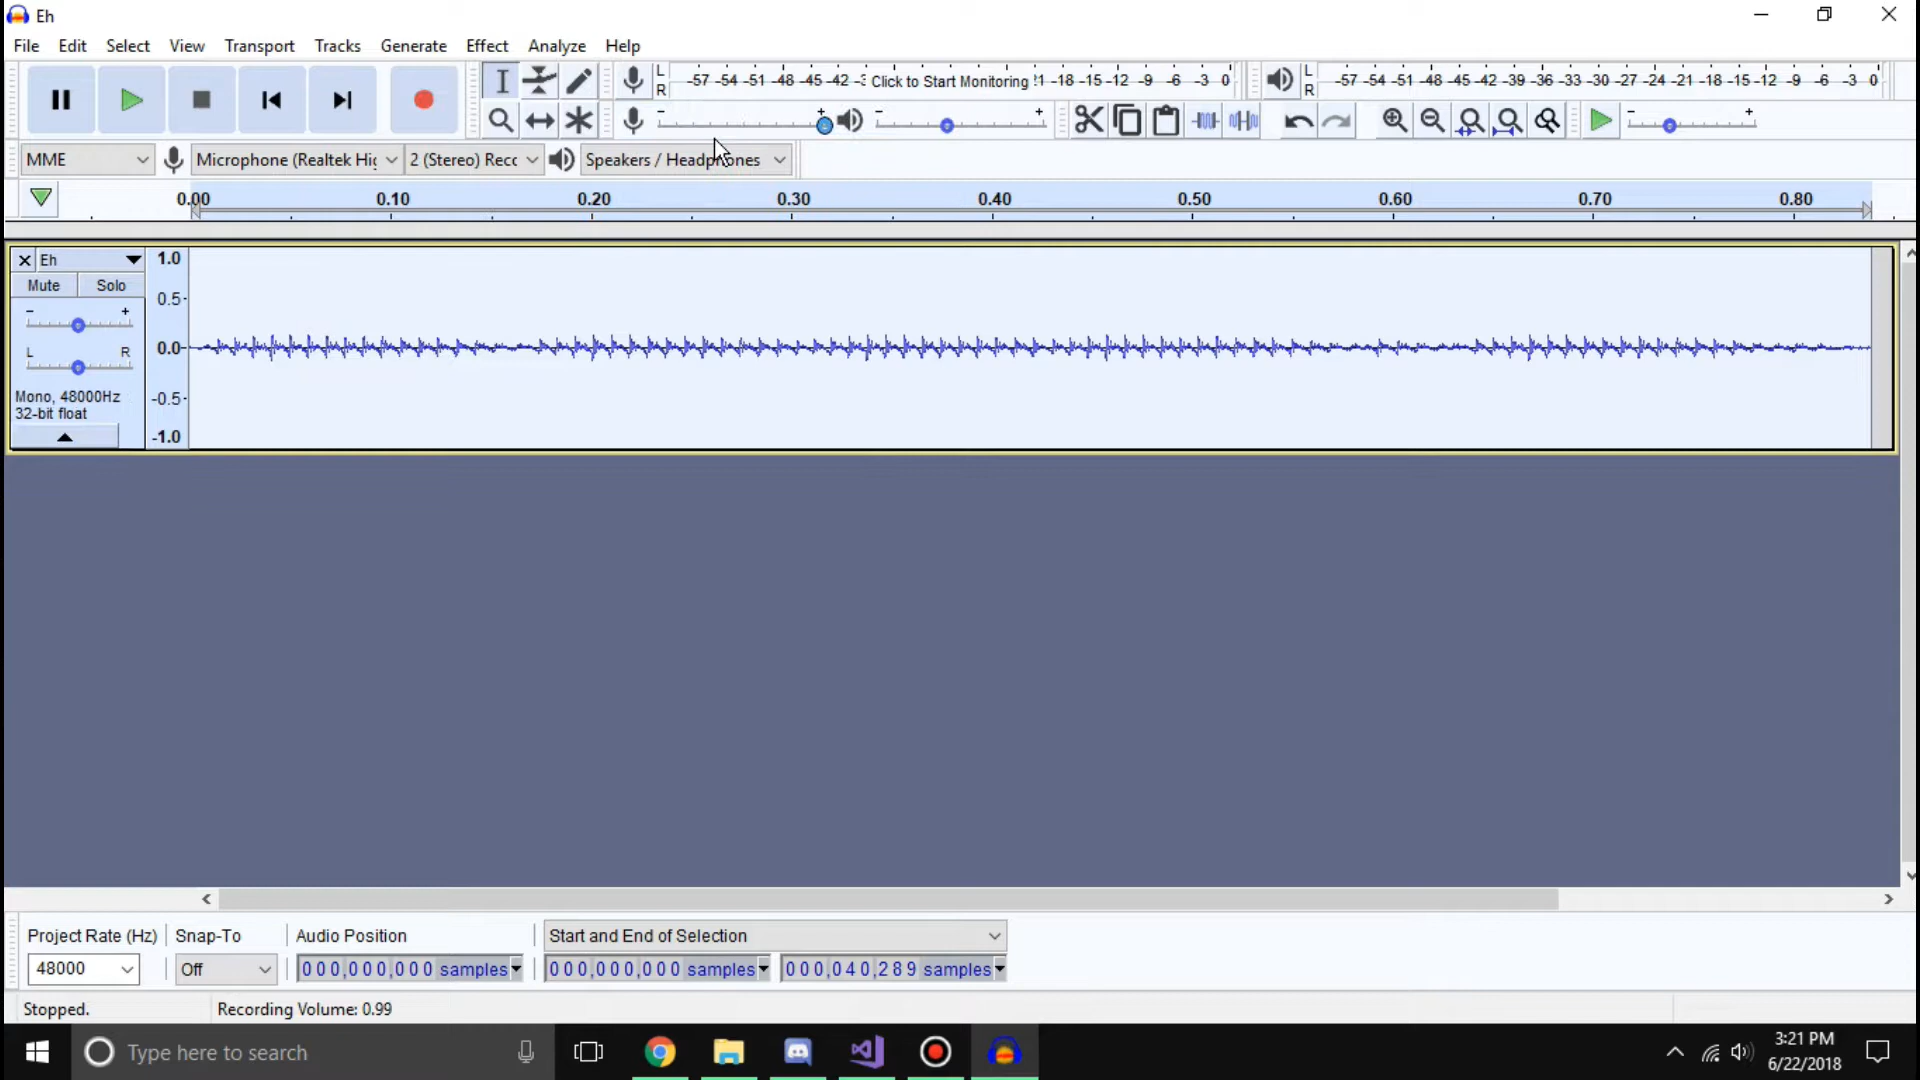 Eh
File Edit Select View Transport Tracks Generate Effect Analyze Help
L R -57 -54 -51 -48 -45 -42 Click to Start Monitoring -18 -15 -12 -9 -6 -3 0 L R -57 -54 -51 -48 -45 -42 -39 -36 -33 -30 -27 -24 -21 -18 -15 -12 -9 -6 -3 0
- + - + - +
MME Microphone (Realtek Hig 2 (Stereo) Recc Speakers / Headphones
0.00 0.10 0.20 0.30 0.40 0.50 0.60 0.70 0.80
Eh 1.0
Mute Solo 0.5
- +
L R 0.0
Mono, 48000Hz -0.5
32-bit float
-1.0
Project Rate (Hz) Snap-To Audio Position Start and End of Selection
48000 Off 000,000,000 samples 000,000,000 samples 000,040,289 samples
Stopped. Recording Volume: 0.99
Type here to search 3:21 PM
6/22/2018